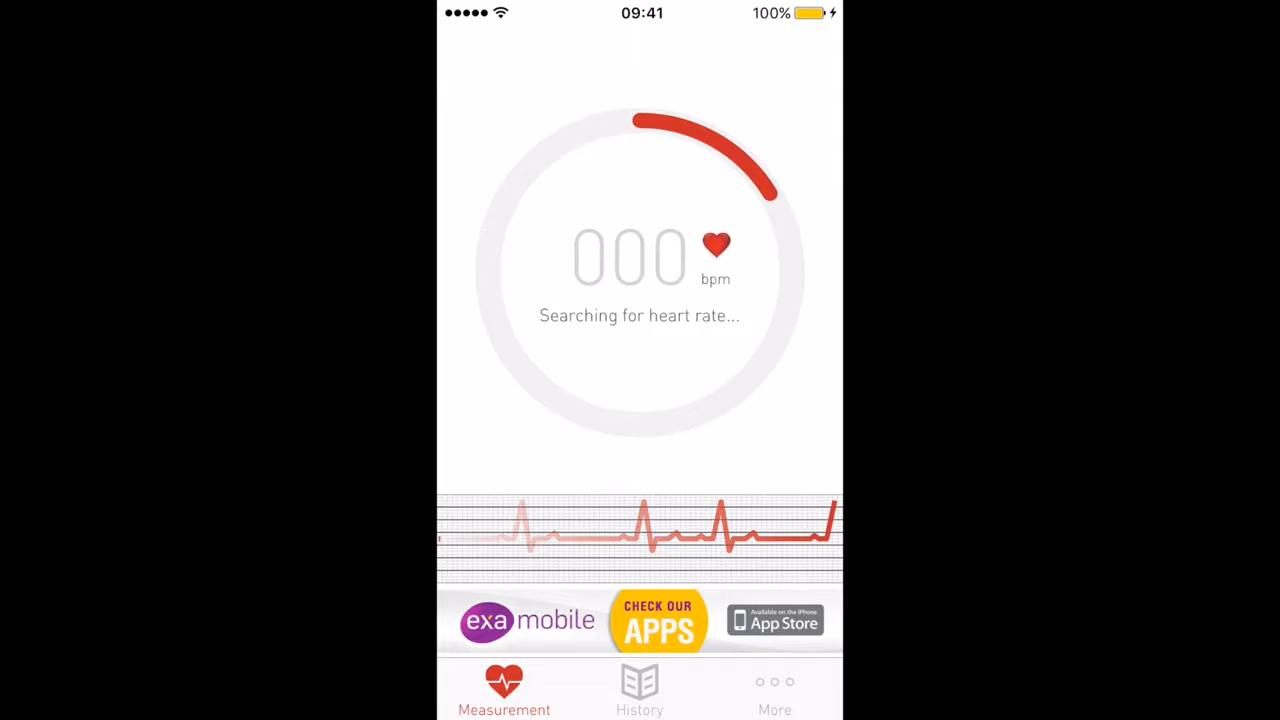 09:41
100%
000
bpm
Searching for heart rate...
exa mobile
CHECK OUR
APPS
Available on the iPhone
App Store
Measurement
History
More